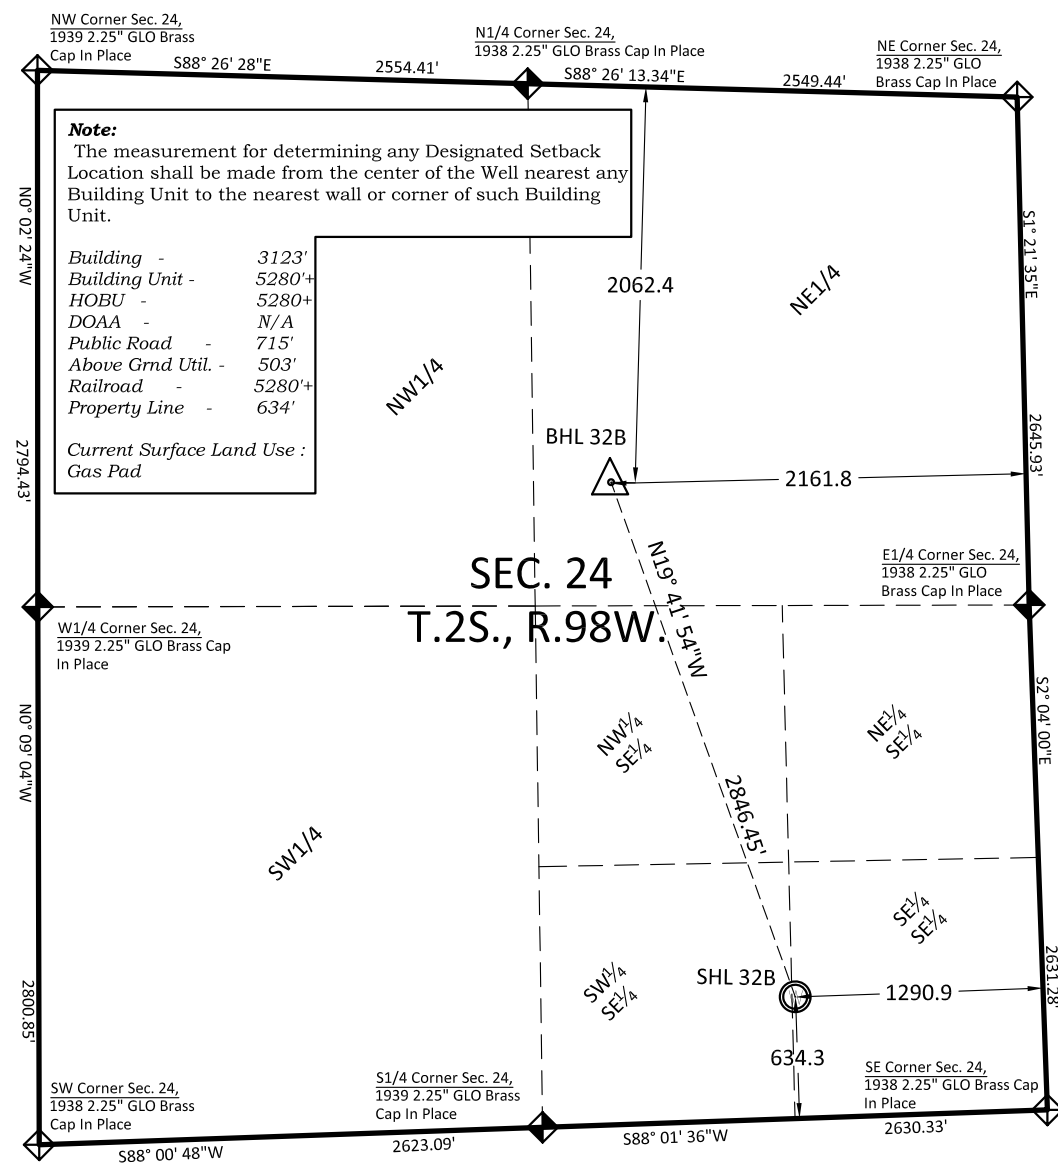 NW Corner Sec. 24,
1939 2.25" GLO Brass
Cap In Place
S88° 26' 28"E
2554.41'
N1/4 Corner Sec. 24,
1938 2.25" GLO Brass Cap In Place
S88° 26' 13.34"E
2549.44'
NE Corner Sec. 24,
1938 2.25" GLO
Brass Cap In Place
Note:
The measurement for determining any Designated Setback
Location shall be made from the center of the Well nearest any
Building Unit to the nearest wall or corner of such Building
Unit.
Building - 3123'
Building Unit - 5280'+
HOBU - 5280+
DOAA - N/A
Public Road - 715'
Above Grnd Util. - 503'
Railroad - 5280'+
Property Line - 634'
Current Surface Land Use :
Gas Pad
N0° 02' 24"W
2794.43'
S1° 21' 35"E
2645.93'
2062.4
NE1/4
NW1/4
BHL 32B
2161.8
SEC. 24
T.2S., R.98W.
N19° 41' 54"W
2846.45'
E1/4 Corner Sec. 24,
1938 2.25" GLO
Brass Cap In Place
W1/4 Corner Sec. 24,
1939 2.25" GLO Brass Cap
In Place
N0° 09' 04"W
2800.85'
S2° 04' 00"E
2631.28'
NW1/4
SE1/4
NE1/4
SE1/4
SW1/4
SE1/4
SE1/4
SW1/4
SE1/4
SHL 32B
1290.9
634.3
SW Corner Sec. 24,
1938 2.25" GLO Brass
Cap In Place
S1/4 Corner Sec. 24,
1939 2.25" GLO Brass
Cap In Place
SE Corner Sec. 24,
1938 2.25" GLO Brass Cap
In Place
S88° 00' 48"W
2623.09'
S88° 01' 36"W
2630.33'